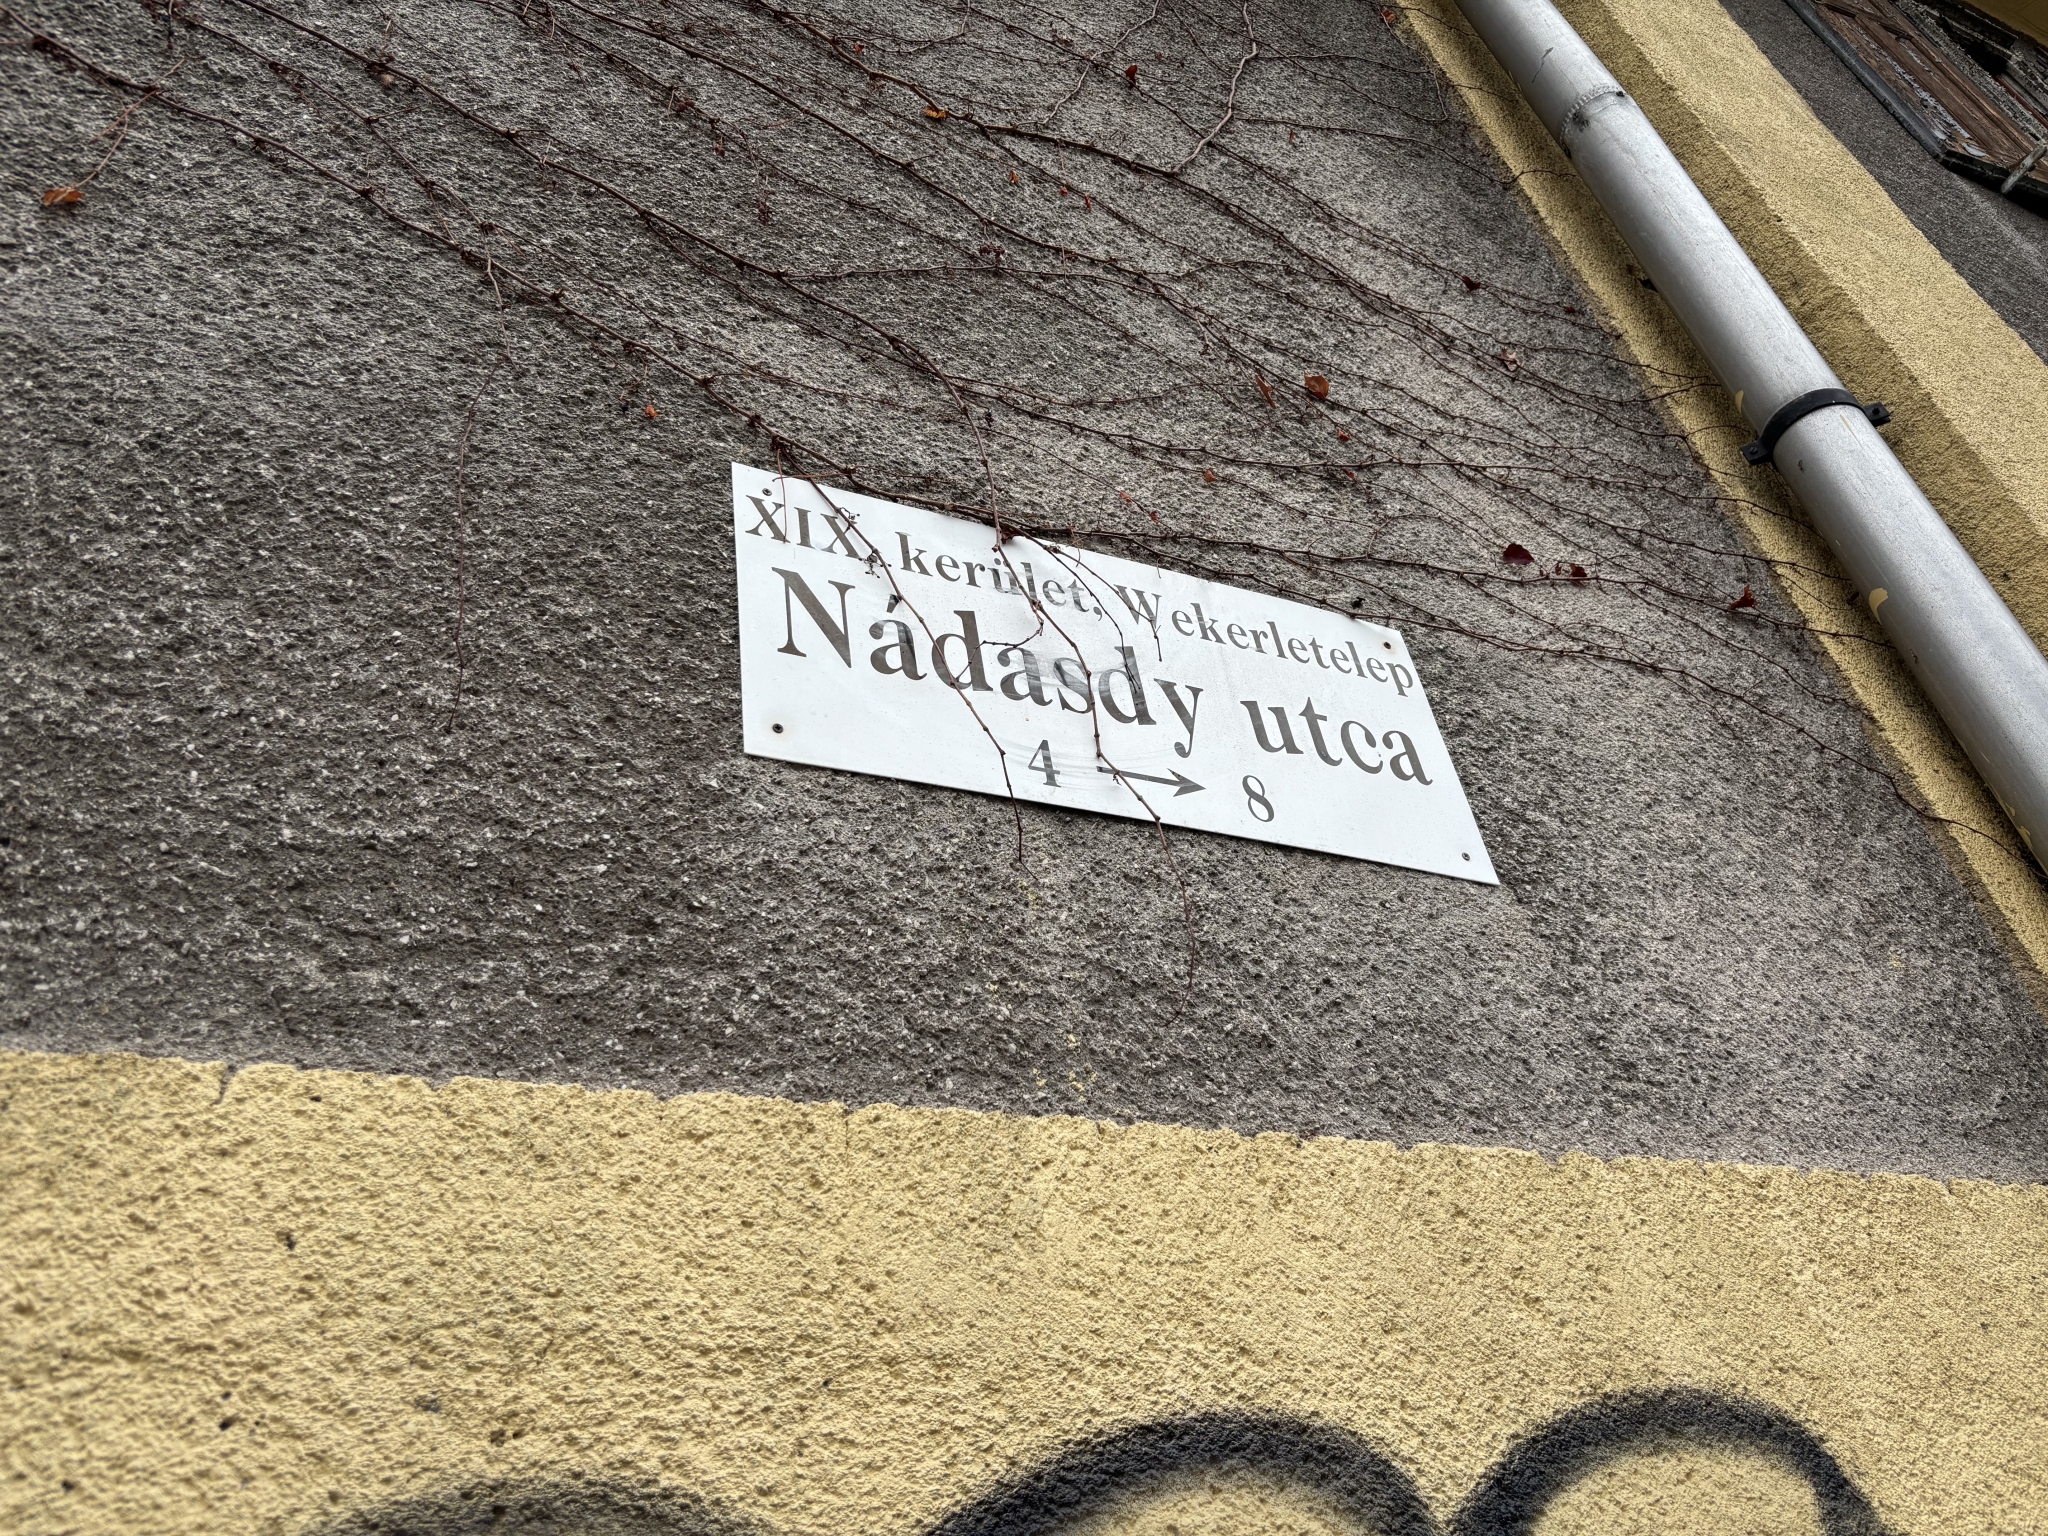 XIX. kerület, Wekerletelep
Nádasdy utca
4 → 8